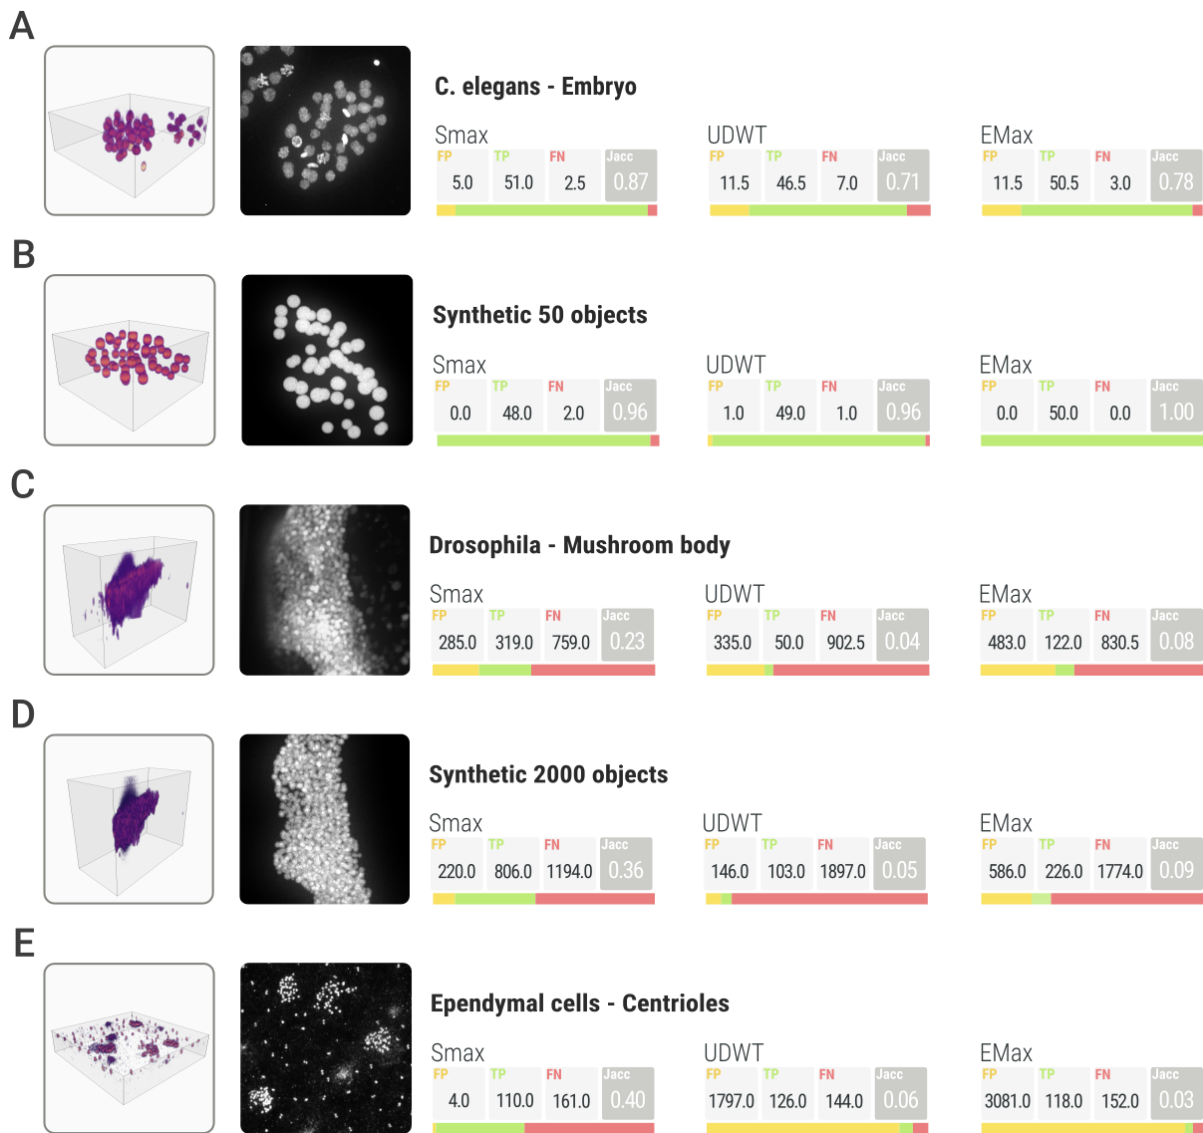 A
C. elegans - Embryo
Smax UDWT EMax
FP TP FN Jacc FP TP FN Jacc FP TP FN Jacc
5.0 51.0 2.5 0.87 11.5 46.5 7.0 0.71 11.5 50.5 3.0 0.78
B
Synthetic 50 objects
Smax UDWT EMax
FP TP FN Jacc FP TP FN Jacc FP TP FN Jacc
0.0 48.0 2.0 0.96 1.0 49.0 1.0 0.96 0.0 50.0 0.0 1.00
C
Drosophila - Mushroom body
Smax UDWT EMax
FP TP FN Jacc FP TP FN Jacc FP TP FN Jacc
285.0 319.0 759.0 0.23 335.0 50.0 902.5 0.04 483.0 122.0 830.5 0.08
D
Synthetic 2000 objects
Smax UDWT EMax
FP TP FN Jacc FP TP FN Jacc FP TP FN Jacc
220.0 806.0 1194.0 0.36 146.0 103.0 1897.0 0.05 586.0 226.0 1774.0 0.09
E
Ependymal cells - Centrioles
Smax UDWT EMax
FP TP FN Jacc FP TP FN Jacc FP TP FN Jacc
4.0 110.0 161.0 0.40 1797.0 126.0 144.0 0.06 3081.0 118.0 152.0 0.03